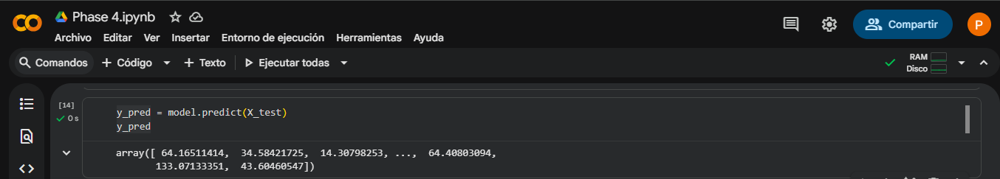 Phase 4.ipynb
Archivo Editar Ver Insertar Entorno de ejecución Herramientas Ayuda
Compartir
P
Comandos + Código + Texto Ejecutar todas
RAM
Disco
[14]
0 s
y_pred = model.predict(X_test)
y_pred
array([ 64.16511414, 34.58421725, 14.30798253, ..., 64.40803094,
133.07133351, 43.60460547])